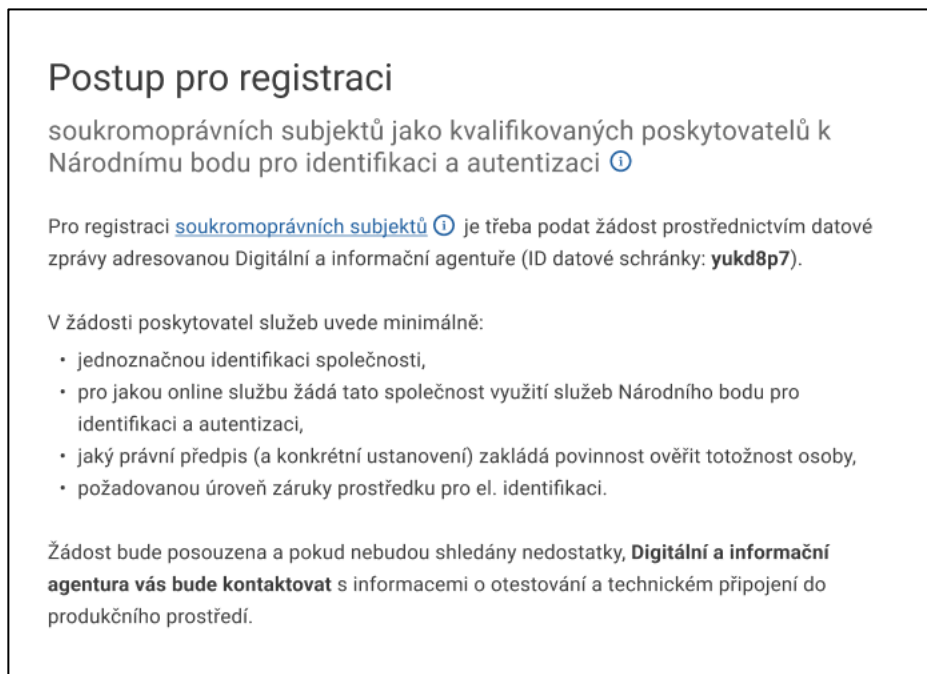 Postup pro registraci
soukromoprávních subjektů jako kvalifikovaných poskytovatelů k
Národnímu bodu pro identifikaci a autentizaci
Pro registraci soukromoprávních subjektů je třeba podat žádost prostřednictvím datové
zprávy adresovanou Digitální a informační agentuře (ID datové schránky: yukd8p7).
V žádosti poskytovatel služeb uvede minimálně:
• jednoznačnou identifikaci společnosti,
• pro jakou online službu žádá tato společnost využití služeb Národního bodu pro
identifikaci a autentizaci,
• jaký právní předpis (a konkrétní ustanovení) zakládá povinnost ověřit totožnost osoby,
• požadovanou úroveň záruky prostředku pro el. identifikaci.
Žádost bude posouzena a pokud nebudou shledány nedostatky, Digitální a informační
agentura vás bude kontaktovat s informacemi o otestování a technickém připojení do
produkčního prostředí.